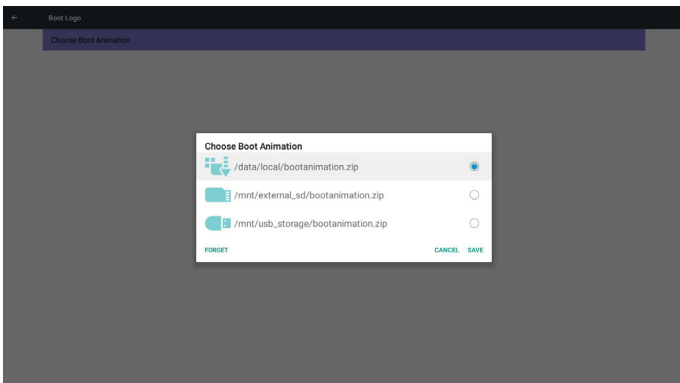 Boot Logo
Choose Boot Animation
Choose Boot Animation
/data/local/bootanimation.zip
/mnt/external_sd/bootanimation.zip
/mnt/usb_storage/bootanimation.zip
FORGET CANCEL SAVE